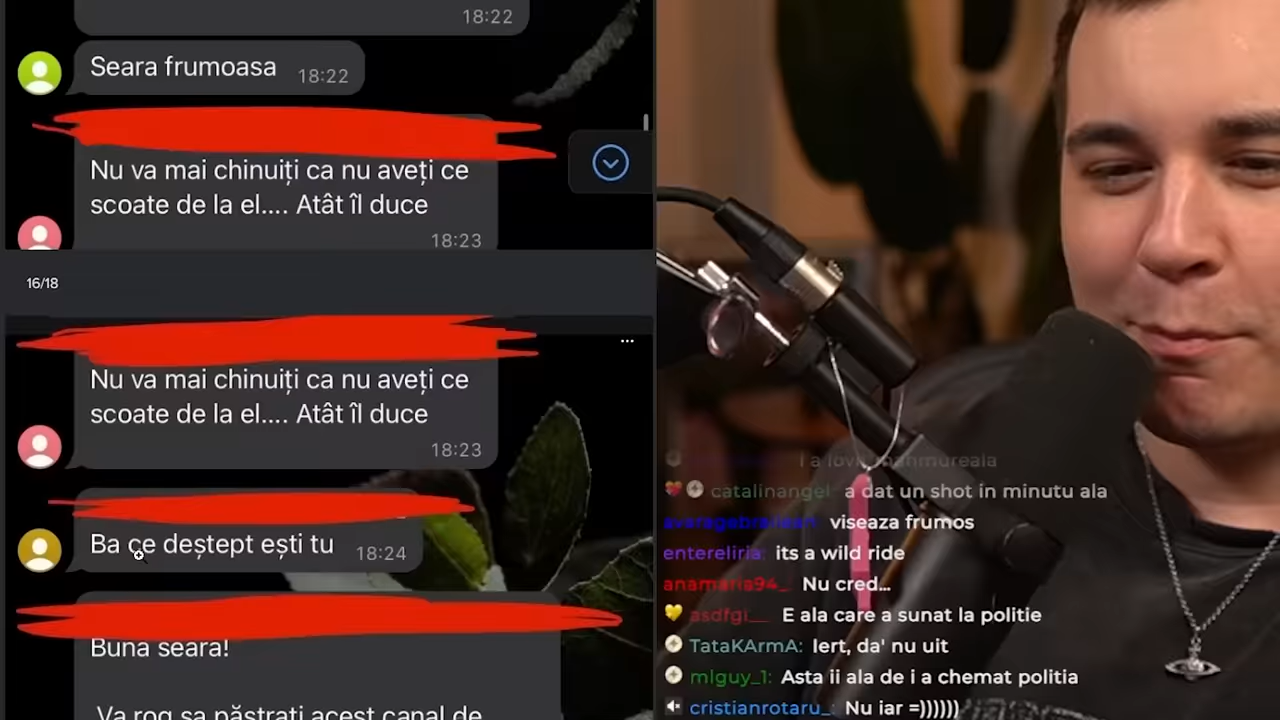 18:22
Seara frumoasa 18:22
Nu va mai chinuiți ca nu aveți ce
scoate de la el.... Atât îl duce
18:23
16/18
...
Nu va mai chinuiți ca nu aveți ce
scoate de la el.... Atât îl duce
18:23
Ba ce deștept ești tu 18:24
Buna seara!
Va rog sa păstrați acest canal de
i a lovit mahmureala
catalinangel a dat un shot in minutu ala
viseaza frumos
entereliria: its a wild ride
anamaria94_ Nu cred...
asdfgi__ E ala care a sunat la politie
TataKArmA: Iert, da' nu uit
mlguy_1: Asta ii ala de i a chemat politia
cristianrotaru_: Nu iar =))))))